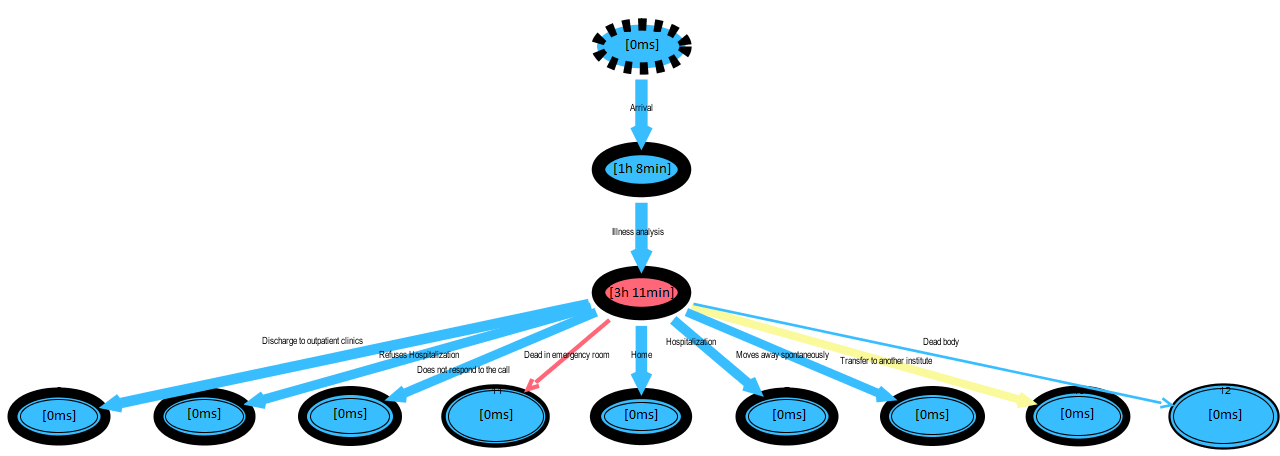 [0ms]
Arrival
[1h 8min]
Illness analysis
[3h 11min]
Discharge to outpatient clinics
Refuses Hospitalization
Does not respond to the call
Dead in emergency room
Home
Hospitalization
Moves away spontaneously
Transfer to another institute
Dead body
[0ms]
[0ms]
[0ms]
[0ms]
[0ms]
[0ms]
[0ms]
[0ms]
12
[0ms]